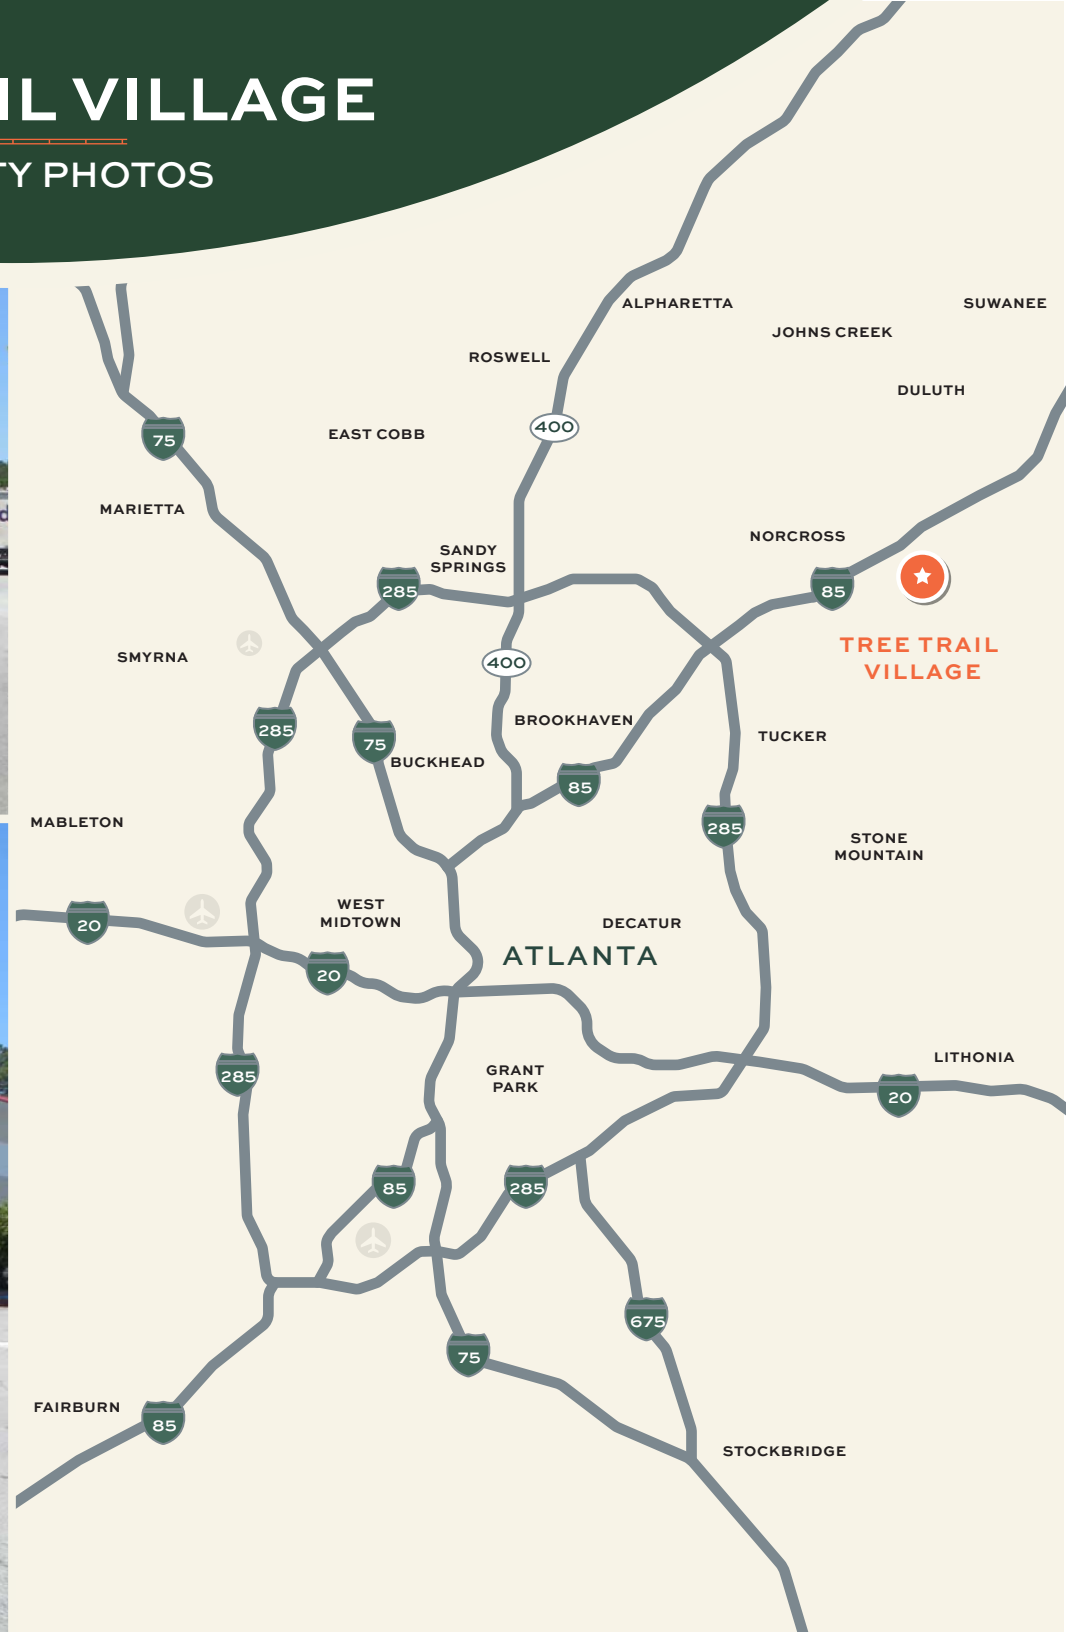 IL VILLAGE
TY PHOTOS
ALPHARETTA
SUWANEE
JOHNS CREEK
ROSWELL
DULUTH
400
EAST COBB
75
MARIETTA
NORCROSS
SANDY
SPRINGS
285
85
TREE TRAIL
VILLAGE
SMYRNA
400
BROOKHAVEN
285
TUCKER
75
BUCKHEAD
85
MABLETON
285
STONE
MOUNTAIN
WEST
MIDTOWN
20
DECATUR
ATLANTA
20
LITHONIA
285
GRANT
PARK
20
85
285
675
75
FAIRBURN
85
STOCKBRIDGE